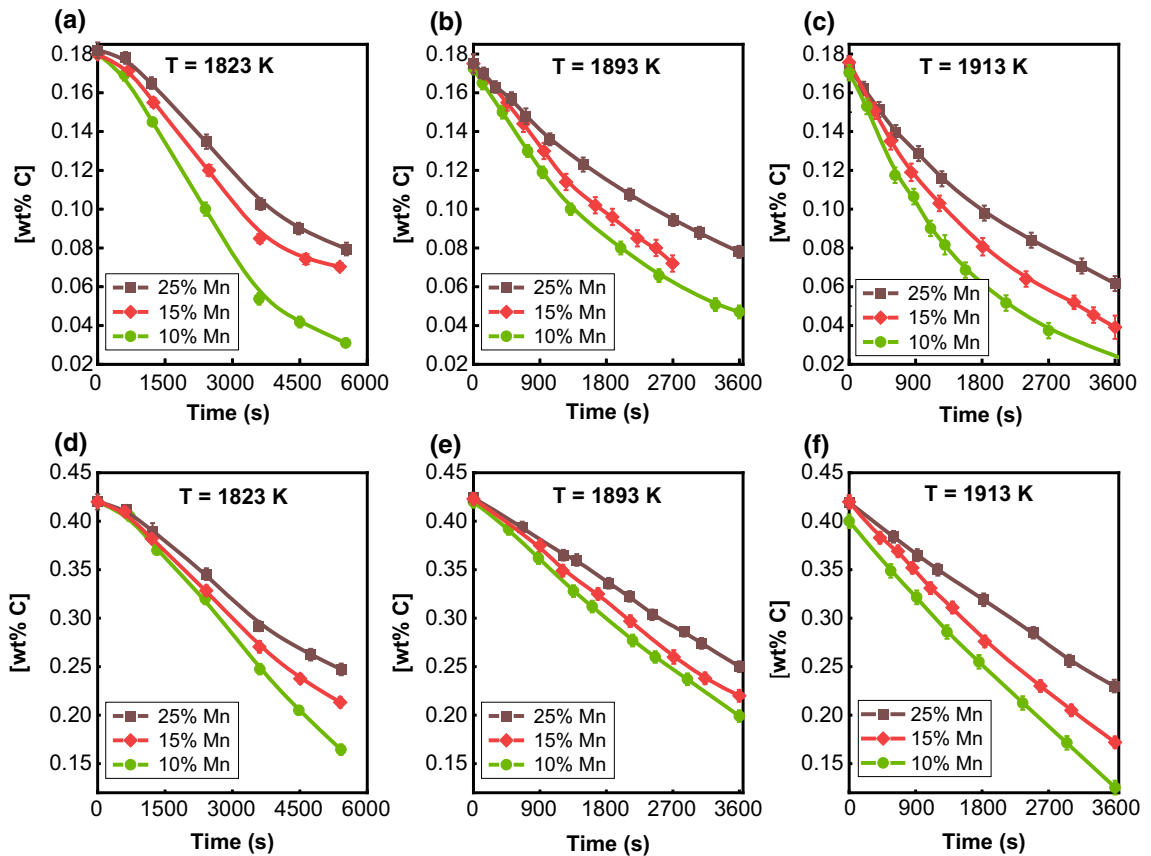 (a)
T = 1823 K
[wt% C]
0.18
0.16
0.14
0.12
0.10
0.08
0.06
0.04
0.02
25% Mn
15% Mn
10% Mn
0 1500 3000 4500 6000
Time (s)
(b)
T = 1893 K
[wt% C]
0.18
0.16
0.14
0.12
0.10
0.08
0.06
0.04
0.02
25% Mn
15% Mn
10% Mn
0 900 1800 2700 3600
Time (s)
(c)
T = 1913 K
[wt% C]
0.18
0.16
0.14
0.12
0.10
0.08
0.06
0.04
0.02
25% Mn
15% Mn
10% Mn
0 900 1800 2700 3600
Time (s)
(d)
T = 1823 K
[wt% C]
0.45
0.40
0.35
0.30
0.25
0.20
0.15
25% Mn
15% Mn
10% Mn
0 1500 3000 4500 6000
Time (s)
(e)
T = 1893 K
[wt% C]
0.45
0.40
0.35
0.30
0.25
0.20
0.15
25% Mn
15% Mn
10% Mn
0 900 1800 2700 3600
Time (s)
(f)
T = 1913 K
[wt% C]
0.45
0.40
0.35
0.30
0.25
0.20
0.15
25% Mn
15% Mn
10% Mn
0 900 1800 2700 3600
Time (s)